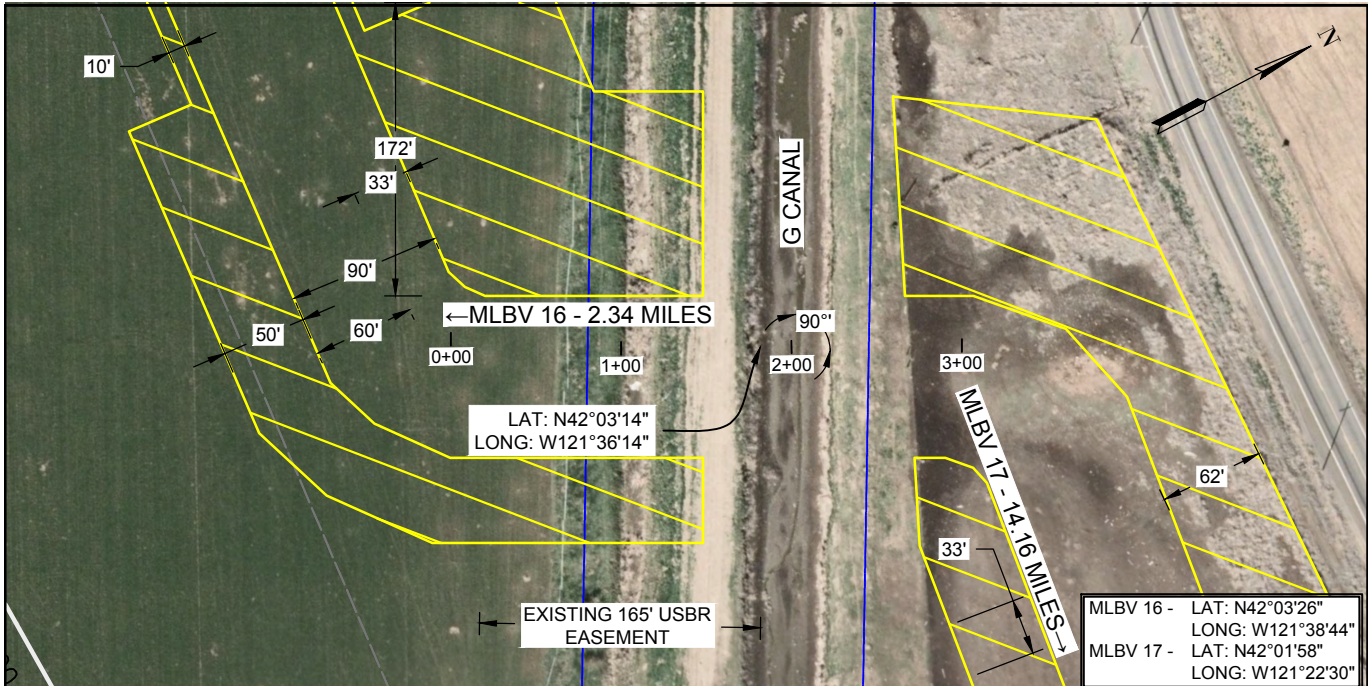 10'
N
172'
33'
G CANAL
90'
←MLBV 16 - 2.34 MILES
90°'
50'
60'
0+00
1+00
2+00
3+00
LAT: N42°03'14"
LONG: W121°36'14"
MLBV 17 - 14.16 MILES→
62'
33'
EXISTING 165' USBR
EASEMENT
MLBV 16 - LAT: N42°03'26"
LONG: W121°38'44"
MLBV 17 - LAT: N42°01'58"
LONG: W121°22'30"